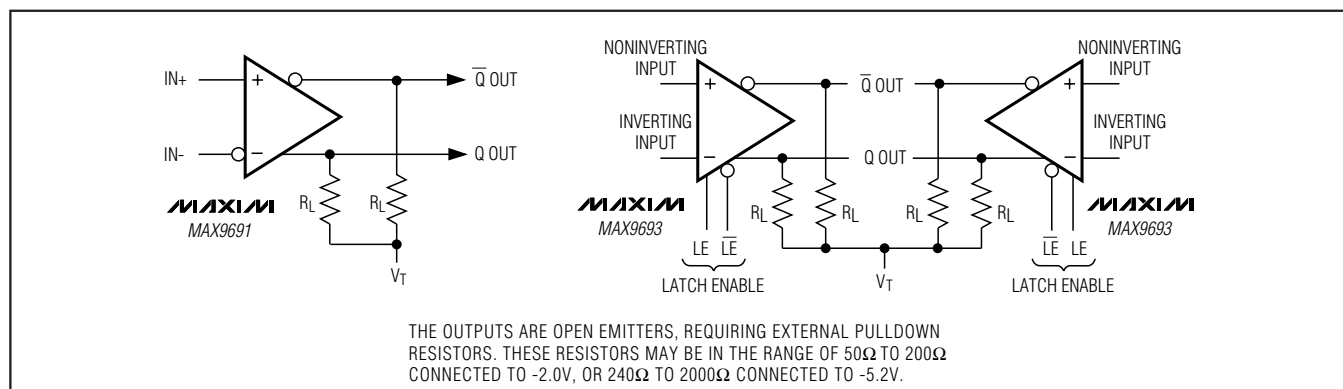 IN+
+
Q̅ OUT
IN-
−
Q OUT
MAXIM
MAX9691
RL
RL
VT
NONINVERTING
INPUT
+
Q̅ OUT
NONINVERTING
INPUT
+
INVERTING
INPUT
−
Q OUT
INVERTING
INPUT
−
MAXIM
MAX9693
RL
RL
RL
RL
MAXIM
MAX9693
LE L̅E̅
L̅E̅ LE
LATCH ENABLE
VT
LATCH ENABLE
THE OUTPUTS ARE OPEN EMITTERS, REQUIRING EXTERNAL PULLDOWN
RESISTORS. THESE RESISTORS MAY BE IN THE RANGE OF 50Ω TO 200Ω
CONNECTED TO -2.0V, OR 240Ω TO 2000Ω CONNECTED TO -5.2V.